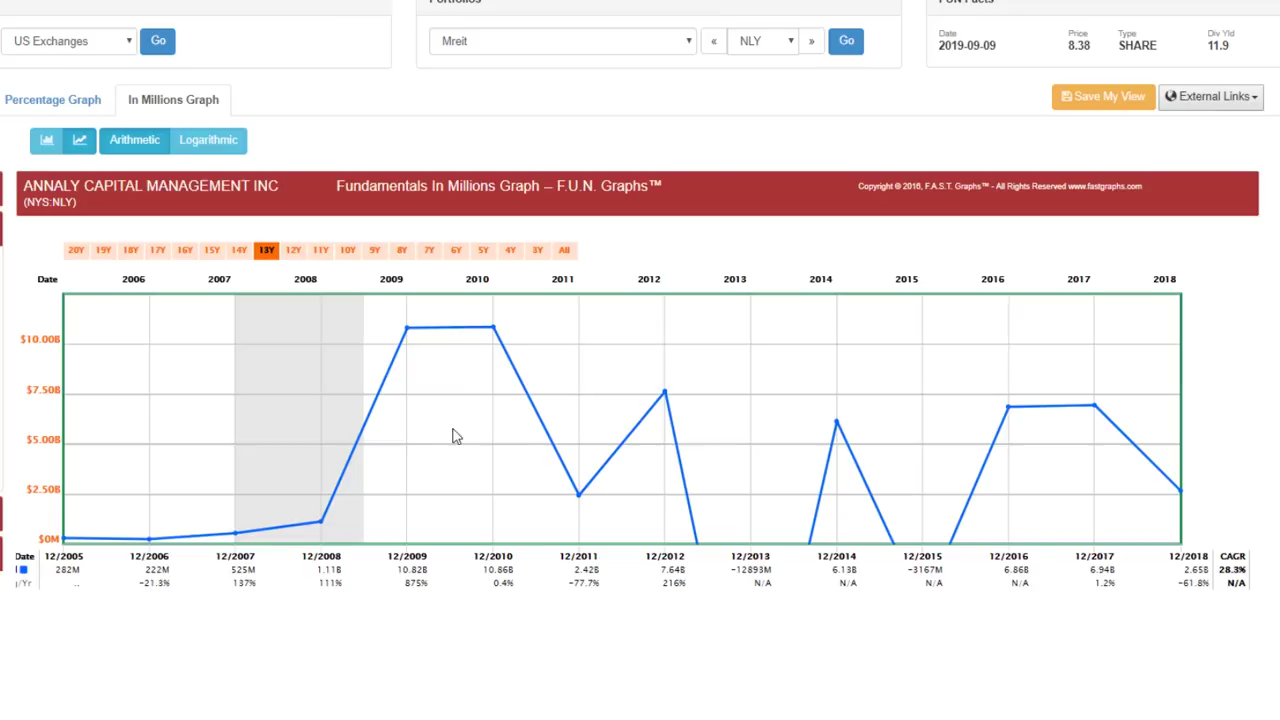 Portfolios
FUN Facts
US Exchanges Go
Mreit « NLY » Go
Date Price Type Div Yld
2019-09-09 8.38 SHARE 11.9
Percentage Graph In Millions Graph
Save My View External Links
Arithmetic Logarithmic
ANNALY CAPITAL MANAGEMENT INC Fundamentals In Millions Graph – F.U.N. Graphs™ Copyright © 2016, F.A.S.T. Graphs™ - All Rights Reserved www.fastgraphs.com
(NYS:NLY)
20Y 19Y 18Y 17Y 16Y 15Y 14Y 13Y 12Y 11Y 10Y 9Y 8Y 7Y 6Y 5Y 4Y 3Y All
Date 2006 2007 2008 2009 2010 2011 2012 2013 2014 2015 2016 2017 2018
$10.00B
$7.50B
$5.00B
$2.50B
$0M
Date 12/2005 12/2006 12/2007 12/2008 12/2009 12/2010 12/2011 12/2012 12/2013 12/2014 12/2015 12/2016 12/2017 12/2018 CAGR
282M 222M 525M 1.11B 10.82B 10.86B 2.42B 7.64B -12893M 6.13B -3167M 6.86B 6.94B 2.65B 28.3%
/Yr .. -21.3% 137% 111% 875% 0.4% -77.7% 216% N/A N/A N/A N/A 1.2% -61.8% N/A